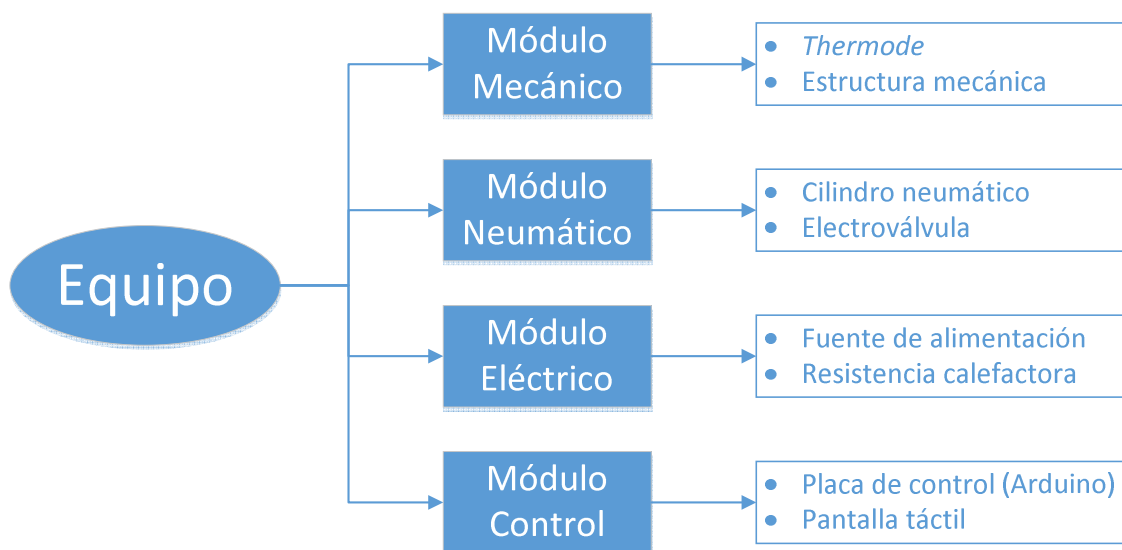 Equipo
Módulo
Mecánico
• Thermode
• Estructura mecánica
Módulo
Neumático
• Cilindro neumático
• Electroválvula
Módulo
Eléctrico
• Fuente de alimentación
• Resistencia calefactora
Módulo
Control
• Placa de control (Arduino)
• Pantalla táctil